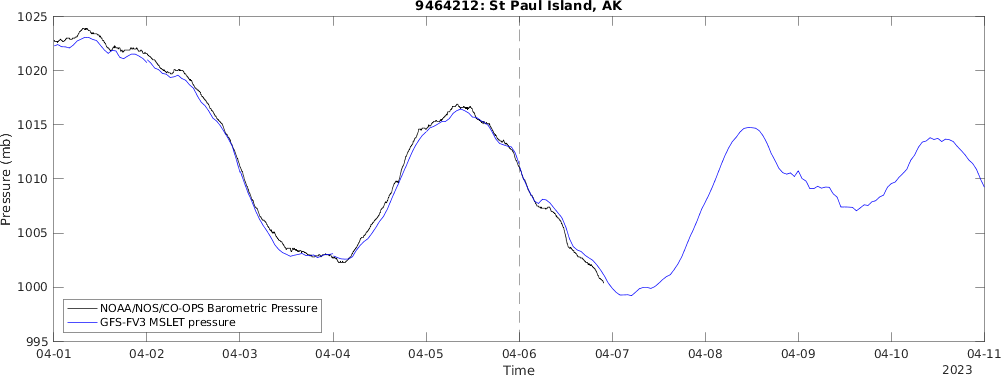 9464212: St Paul Island, AK
Pressure (mb)
1025
1020
1015
1010
1005
1000
995
NOAA/NOS/CO-OPS Barometric Pressure
GFS-FV3 MSLET pressure
04-01 04-02 04-03 04-04 04-05 04-06 04-07 04-08 04-09 04-10 04-11
Time
2023